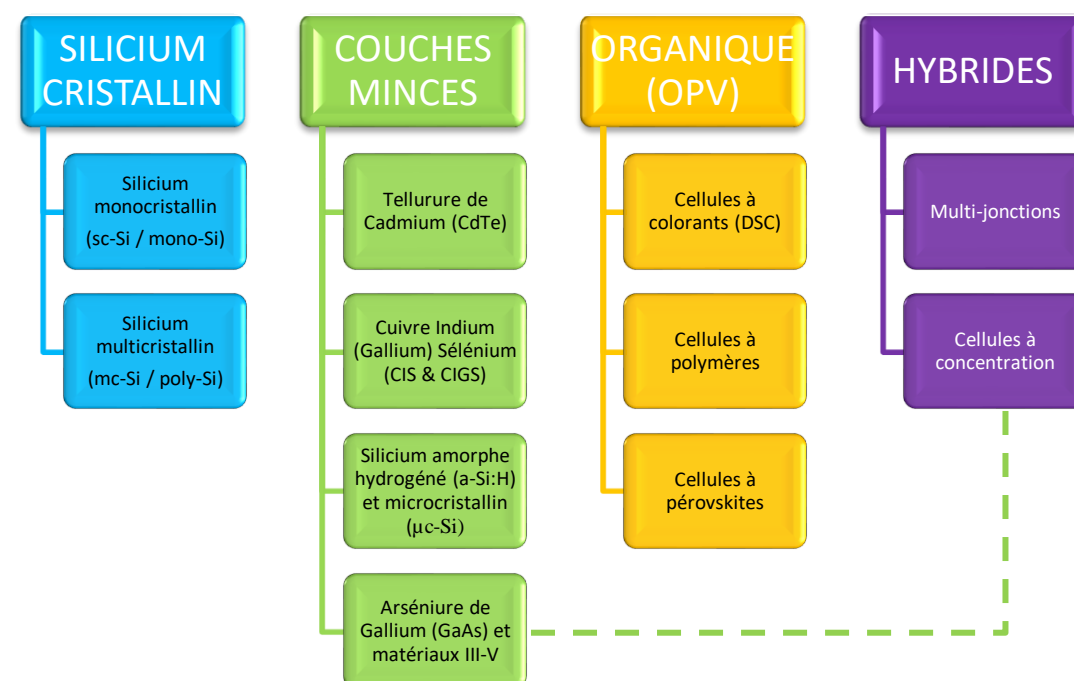 SILICIUM
CRISTALLIN
Silicium
monocristallin
(sc-Si / mono-Si)
Silicium
multicristallin
(mc-Si / poly-Si)
COUCHES
MINCES
Tellurure de
Cadmium (CdTe)
Cuivre Indium
(Gallium) Sélénium
(CIS & CIGS)
Silicium amorphe
hydrogéné (a-Si:H)
et microcristallin
(µc-Si)
Arséniure de
Gallium (GaAs) et
matériaux III-V
ORGANIQUE
(OPV)
Cellules à
colorants (DSC)
Cellules à
polymères
Cellules à
pérovskites
HYBRIDES
Multi-jonctions
Cellules à
concentration